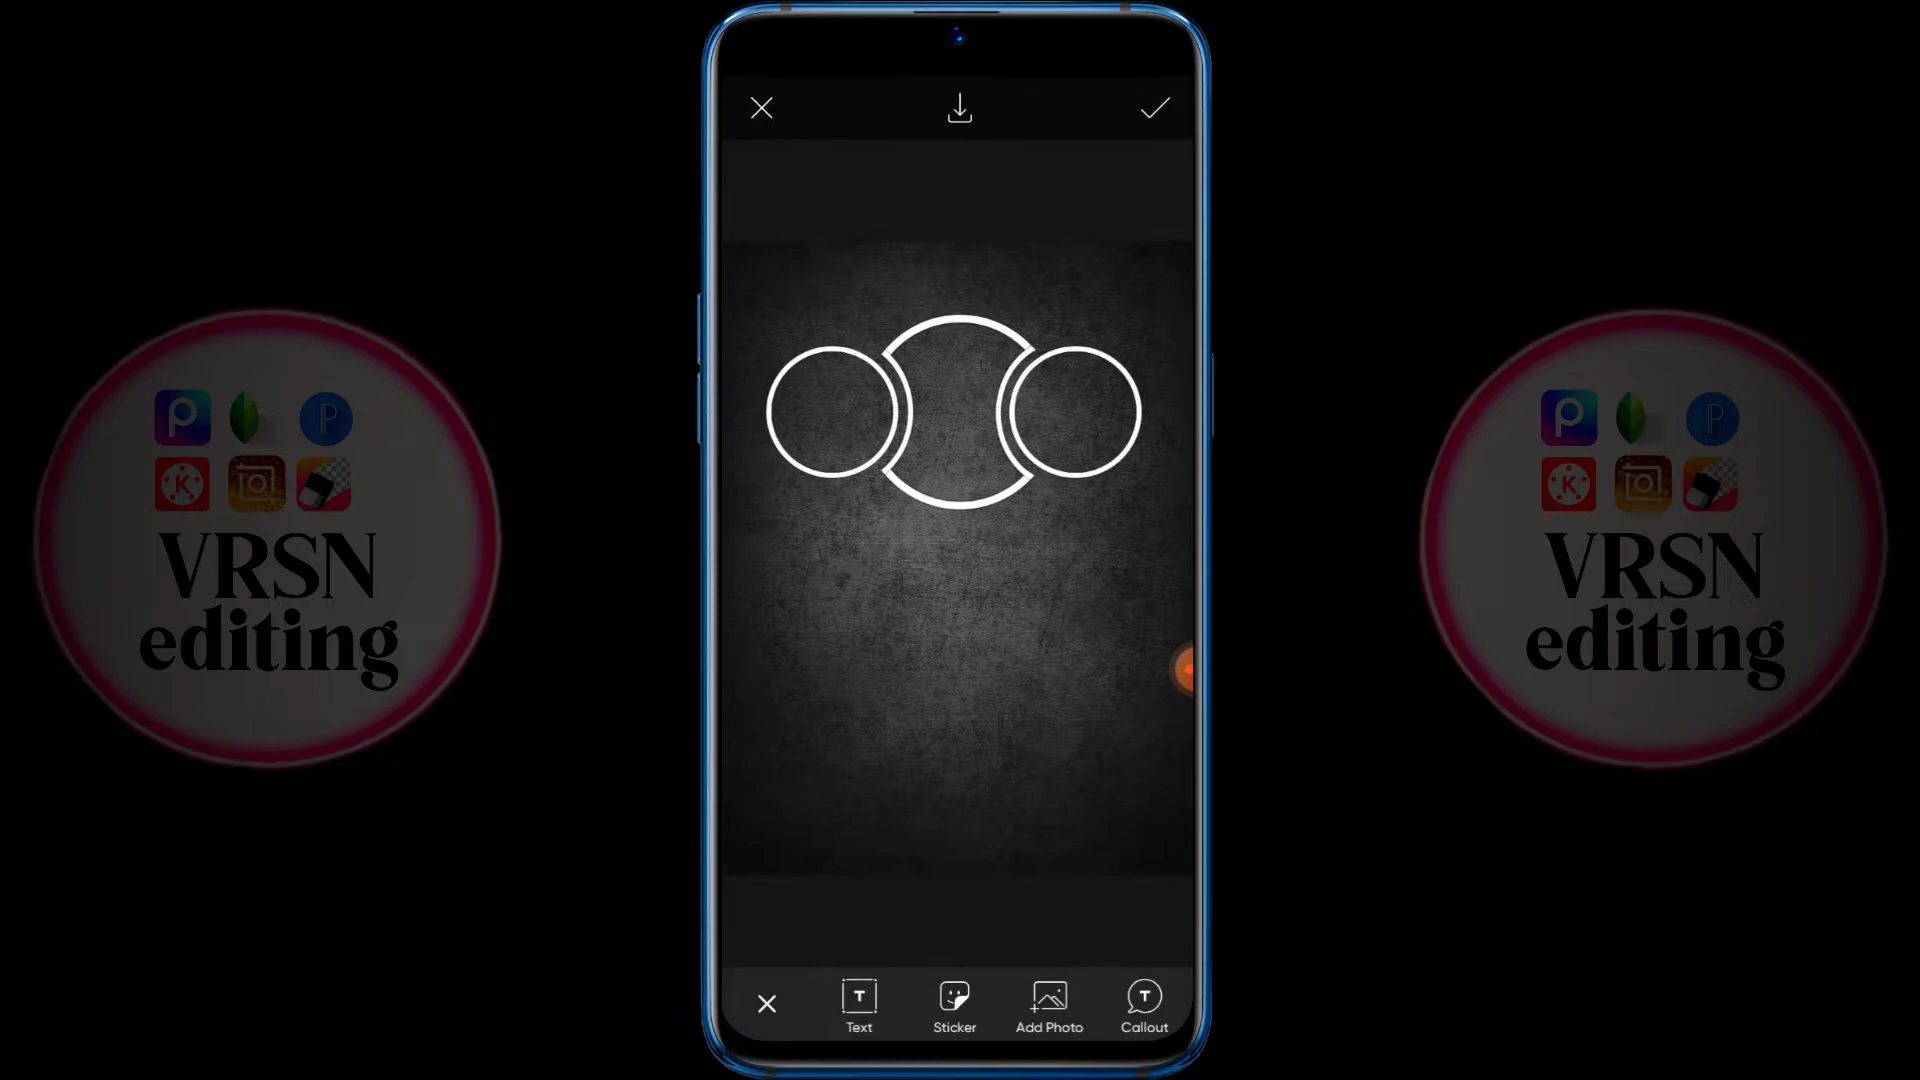 VRSN
editing
T
Text
Sticker
Add Photo
T
Callout
P
P
K
VRSN
editing
P
P
K